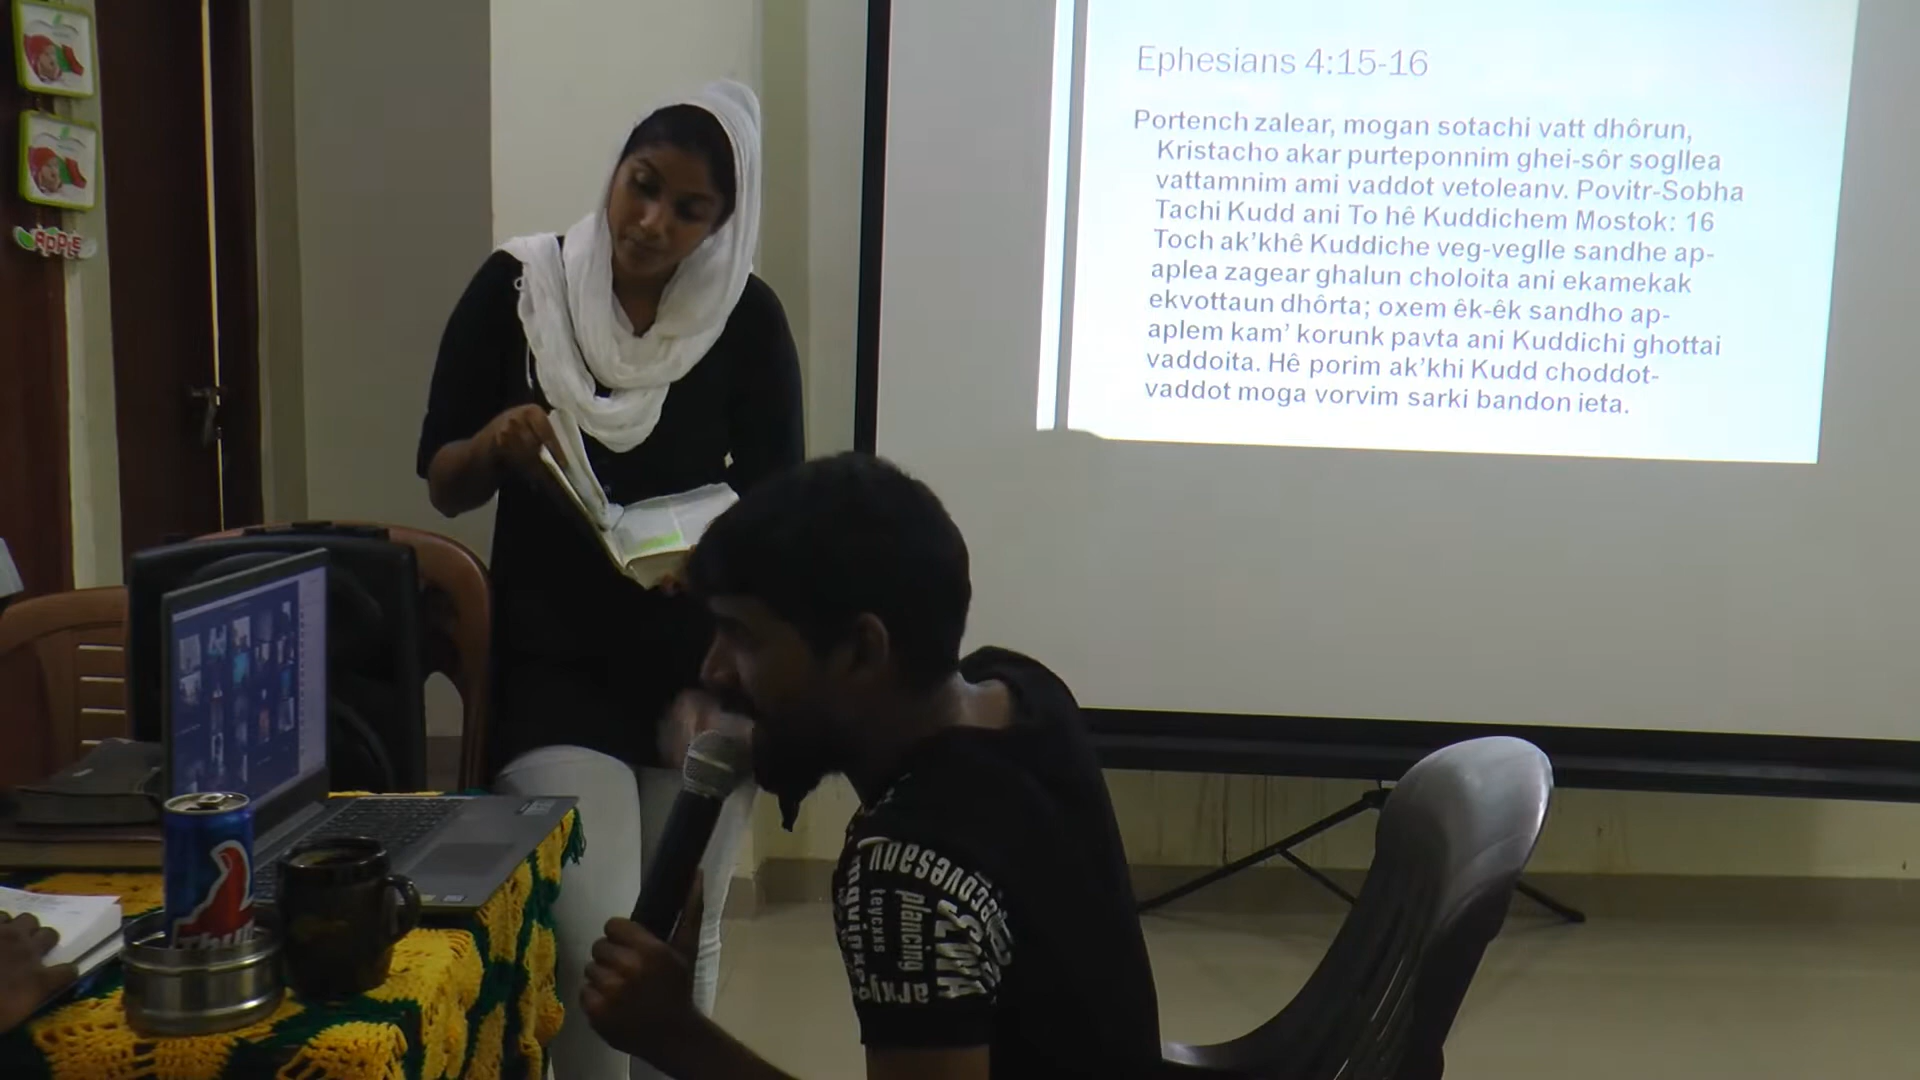 Ephesians 4:15-16
Portench zalear, mogan sotachi vatt dhôrun,
Kristacho akar purteponnim ghei-sôr sogllea
vattamnim ami vaddot vetoleanv. Povitr-Sobha
Tachi Kudd ani To hê Kuddichem Mostok: 16
Toch ak’khê Kuddiche veg-veglle sandhe ap-
aplea zagear ghalun choloita ani ekamekak
ekvottaun dhôrta; oxem êk-êk sandho ap-
aplem kam’ korunk pavta ani Kuddichi ghottai
vaddoita. Hê porim ak’khi Kudd choddot-
vaddot moga vorvim sarki bandon ieta.
APPLE
plancing